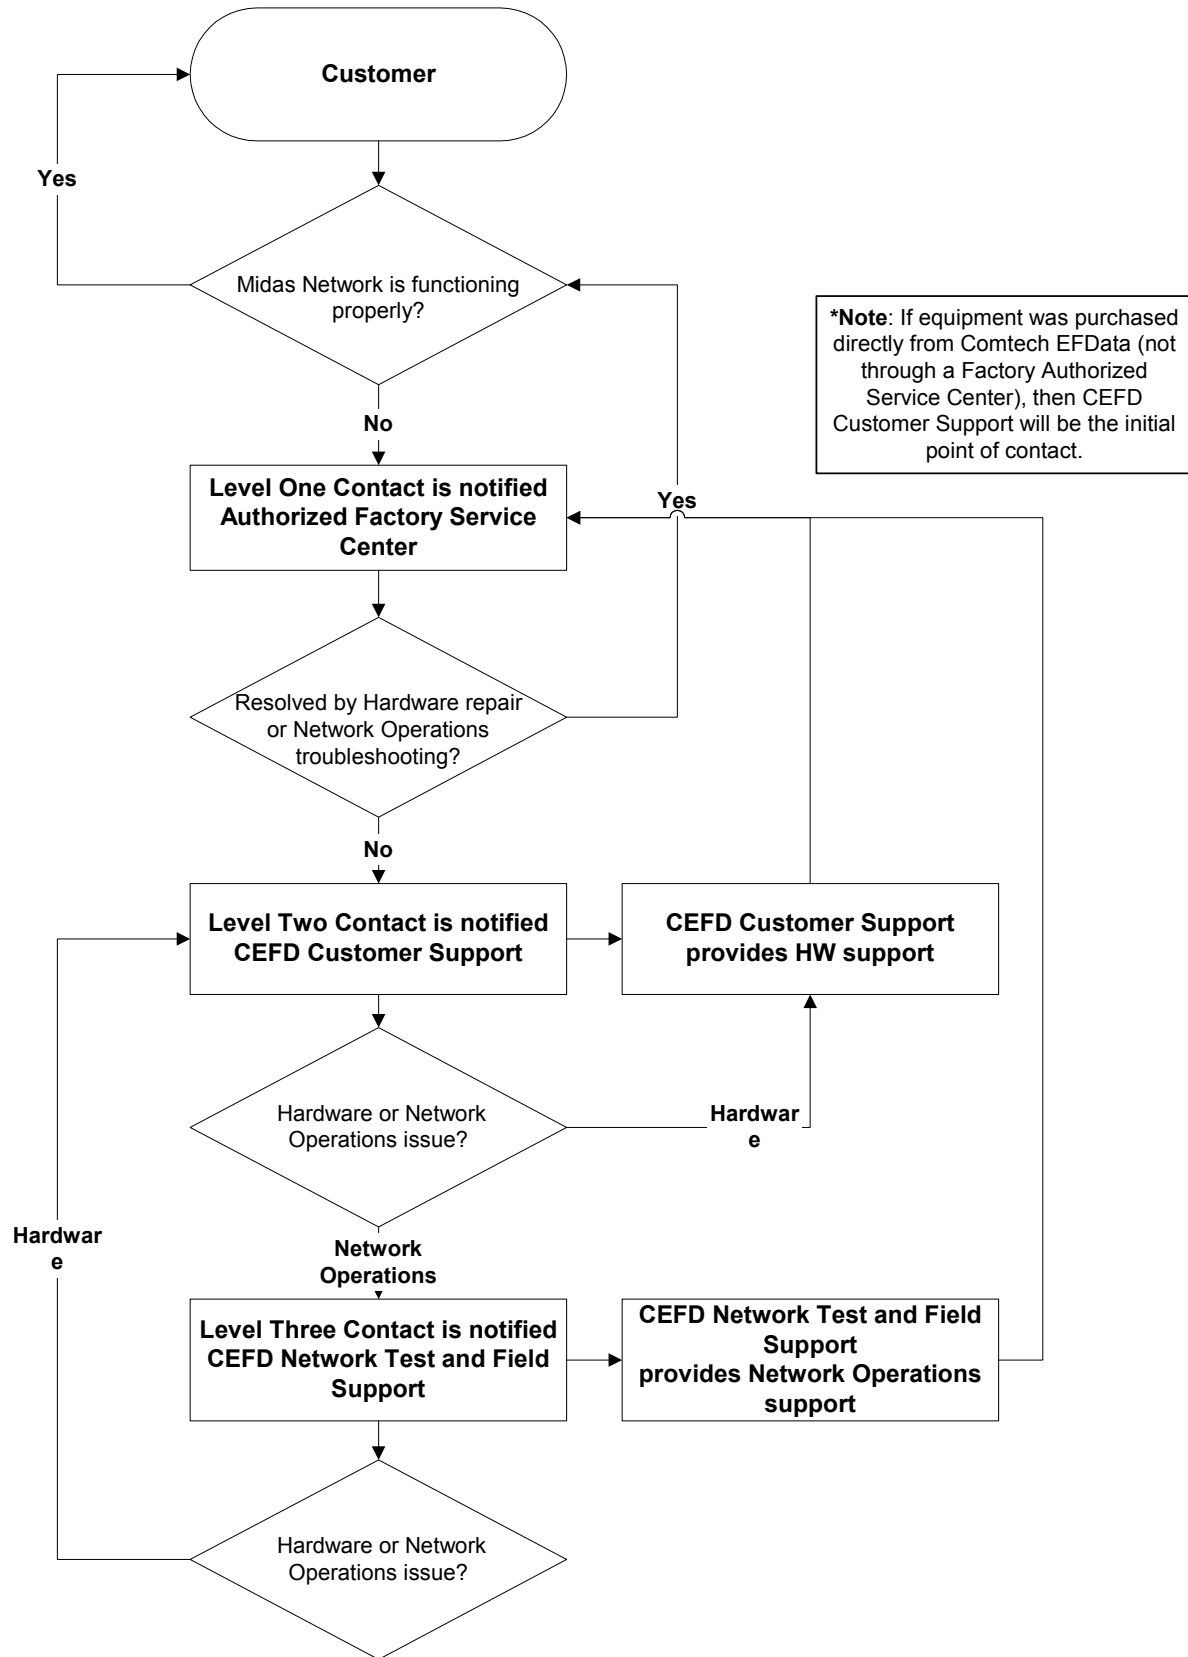 Customer
Yes
Midas Network is functioning
properly?
*Note: If equipment was purchased
directly from Comtech EFData (not
through a Factory Authorized
Service Center), then CEFD
Customer Support will be the initial
point of contact.
No
Level One Contact is notified
Authorized Factory Service
Center
Yes
Resolved by Hardware repair
or Network Operations
troubleshooting?
No
Level Two Contact is notified
CEFD Customer Support
CEFD Customer Support
provides HW support
Hardware or Network
Operations issue?
Hardwar
e
Hardwar
e
Network
Operations
Level Three Contact is notified
CEFD Network Test and Field
Support
CEFD Network Test and Field
Support
provides Network Operations
support
Hardware or Network
Operations issue?